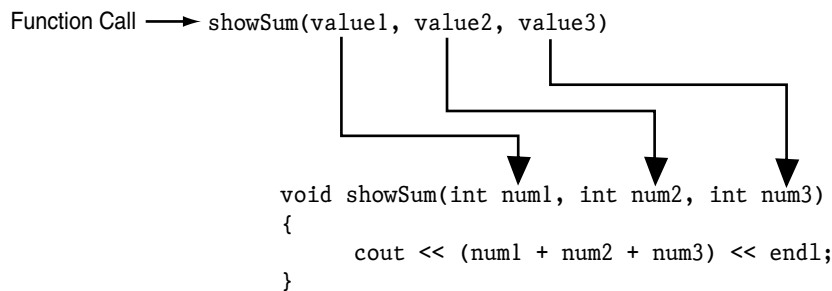 Function Call showSum(value1, value2, value3)
void showSum(int num1, int num2, int num3)
{
cout << (num1 + num2 + num3) << endl;
}